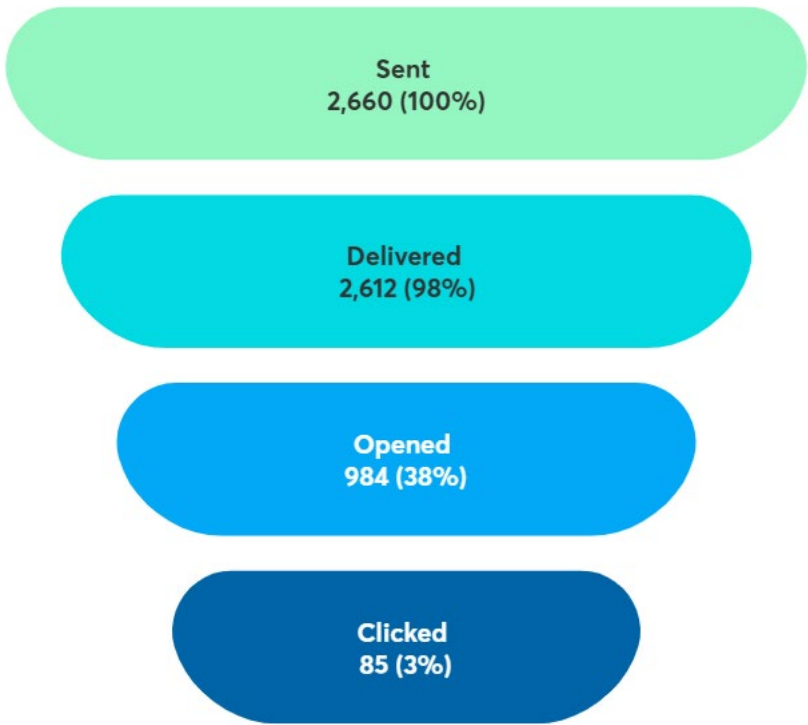 Sent
2,660 (100%)
Delivered
2,612 (98%)
Opened
984 (38%)
Clicked
85 (3%)